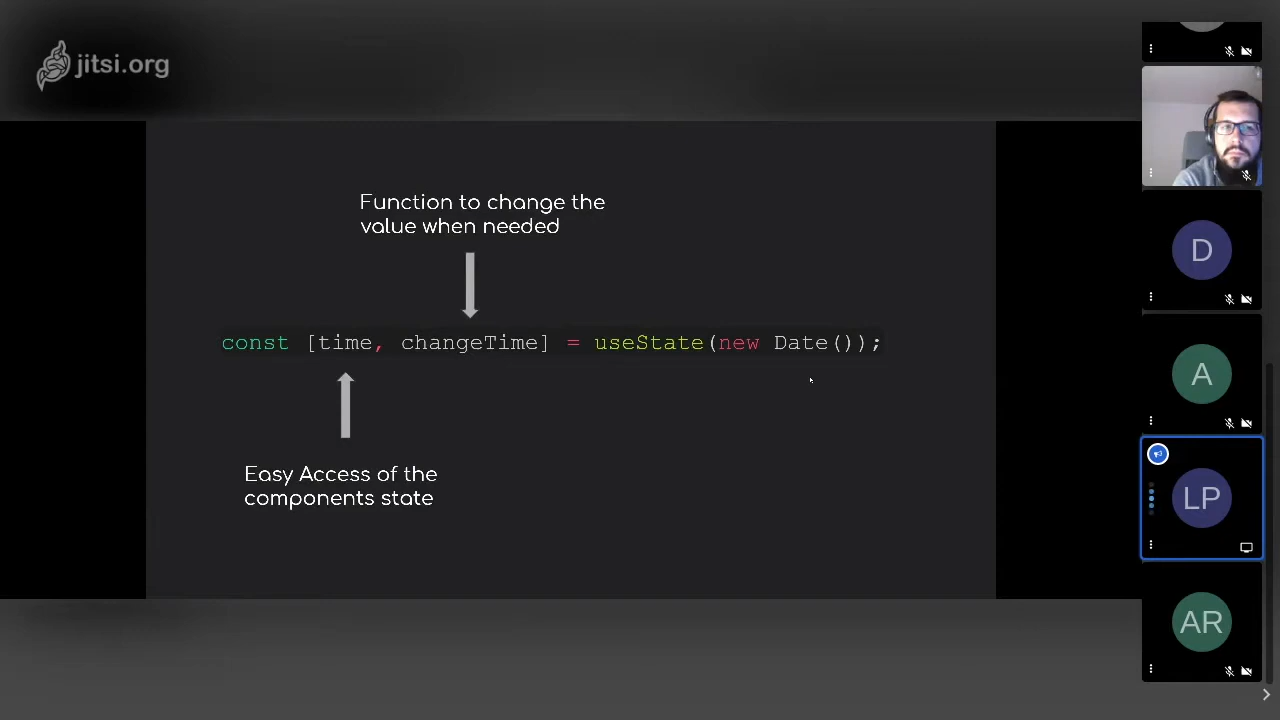 jitsi.org
Function to change the
value when needed
const [time, changeTime] = useState(new Date());
Easy Access of the
components state
D
A
LP
AR